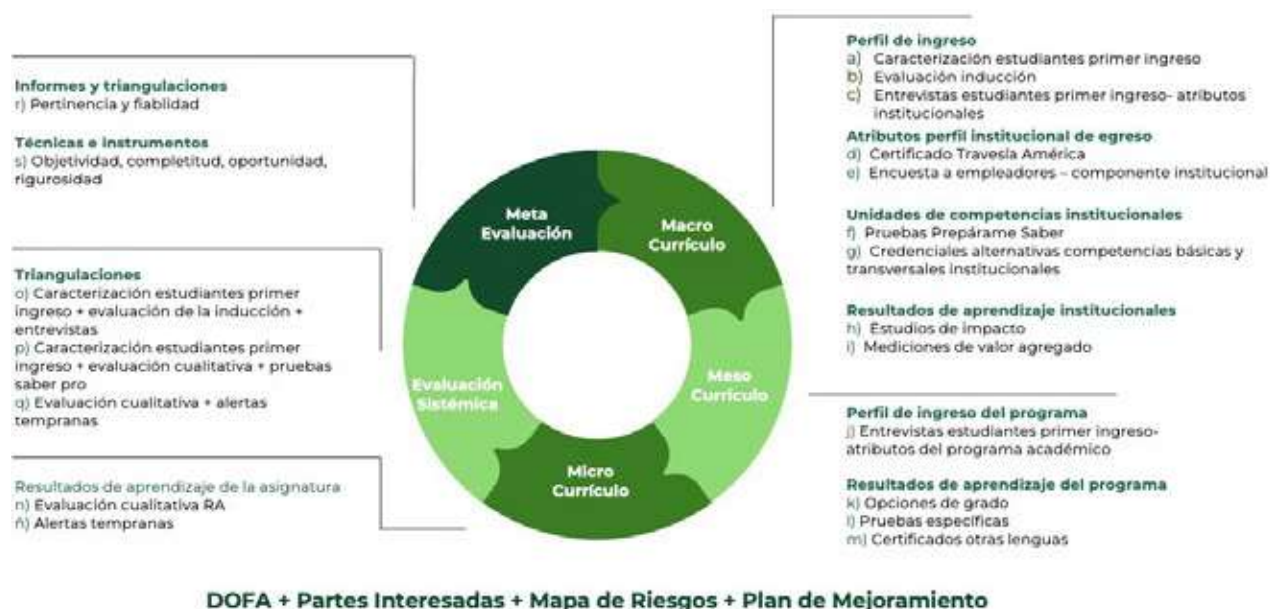 Informes y triangulaciones
r) Pertinencia y fiablidad
Técnicas e instrumentos
s) Objetividad, completitud, oportunidad,
rigurosidad
Triangulaciones
o) Caracterización estudiantes primer
ingreso + evaluación de la inducción +
entrevistas
p) Caracterización estudiantes primer
ingreso + evaluación cualitativa + pruebas
saber pro
q) Evaluación cualitativa + alertas
tempranas
Resultados de aprendizaje de la asignatura
n) Evaluación cualitativa RA
ñ) Alertas tempranas
Meta
Evaluación
Macro
Currículo
Meso
Currículo
Micro
Currículo
Evaluación
Sistémica
Perfil de ingreso
a) Caracterización estudiantes primer ingreso
b) Evaluación inducción
c) Entrevistas estudiantes primer ingreso- atributos
institucionales
Atributos perfil institucional de egreso
d) Certificado Travesía América
e) Encuesta a empleadores – componente institucional
Unidades de competencias institucionales
f) Pruebas Prepárame Saber
g) Credenciales alternativas competencias básicas y
transversales institucionales
Resultados de aprendizaje institucionales
h) Estudios de impacto
i) Mediciones de valor agregado
Perfil de ingreso del programa
j) Entrevistas estudiantes primer ingreso-
atributos del programa académico
Resultados de aprendizaje del programa
k) Opciones de grado
l) Pruebas específicas
m) Certificados otras lenguas
DOFA + Partes Interesadas + Mapa de Riesgos + Plan de Mejoramiento